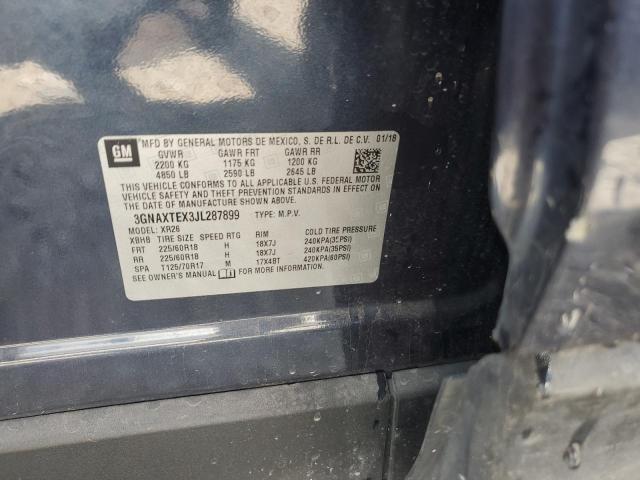 GM MFD BY GENERAL MOTORS DE MEXICO, S. DE R.L. DE C.V. 01/18
GVWR GAWR FRT GAWR RR
2200 KG 1175 KG 1200 KG
4850 LB 2590 LB 2645 LB
THIS VEHICLE CONFORMS TO ALL APPLICABLE U.S. FEDERAL MOTOR
VEHICLE SAFETY AND THEFT PREVENTION STANDARDS IN EFFECT ON
THE DATE OF MANUFACTURE SHOWN ABOVE.
3GNAXTEX3JL287899 TYPE: M.P.V.
MODEL: XR26
XBHB TIRE SIZE SPEED RTG RIM COLD TIRE PRESSURE
FRT 225/60R18 H 18X7J 240KPA(35PSI)
RR 225/60R18 H 18X7J 240KPA(35PSI)
SPA T125/70R17 M 17X4BT 420KPA(60PSI)
SEE OWNER'S MANUAL FOR MORE INFORMATION.